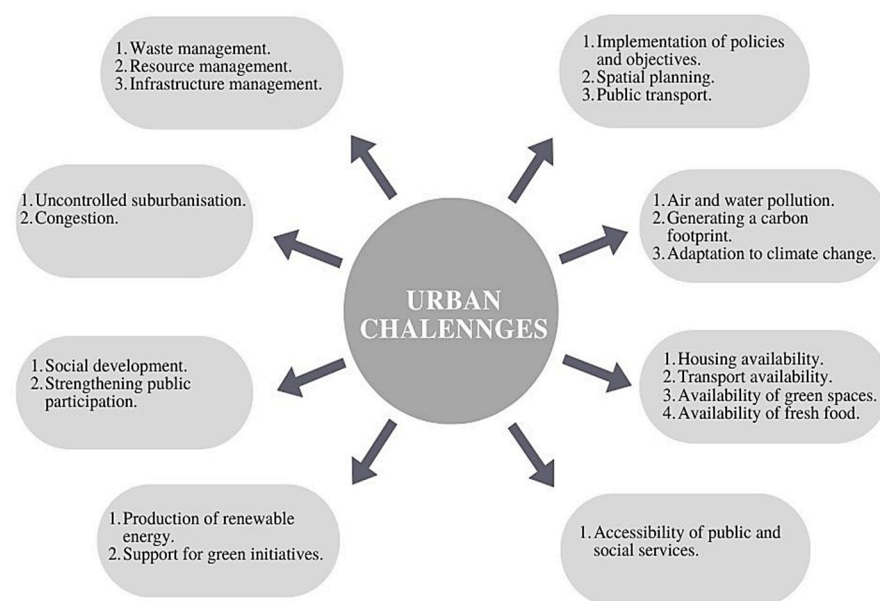 1. Waste management.
2. Resource management.
3. Infrastructure management.
1. Implementation of policies
and objectives.
2. Spatial planning.
3. Public transport.
1. Uncontrolled suburbanisation.
2. Congestion.
1. Air and water pollution.
2. Generating a carbon
footprint.
3. Adaptation to climate change.
URBAN
CHALENNGES
1. Social development.
2. Strengthening public
participation.
1. Housing availability.
2. Transport availability.
3. Availability of green spaces.
4. Availability of fresh food.
1. Production of renewable
energy.
2. Support for green initiatives.
1. Accessibility of public and
social services.